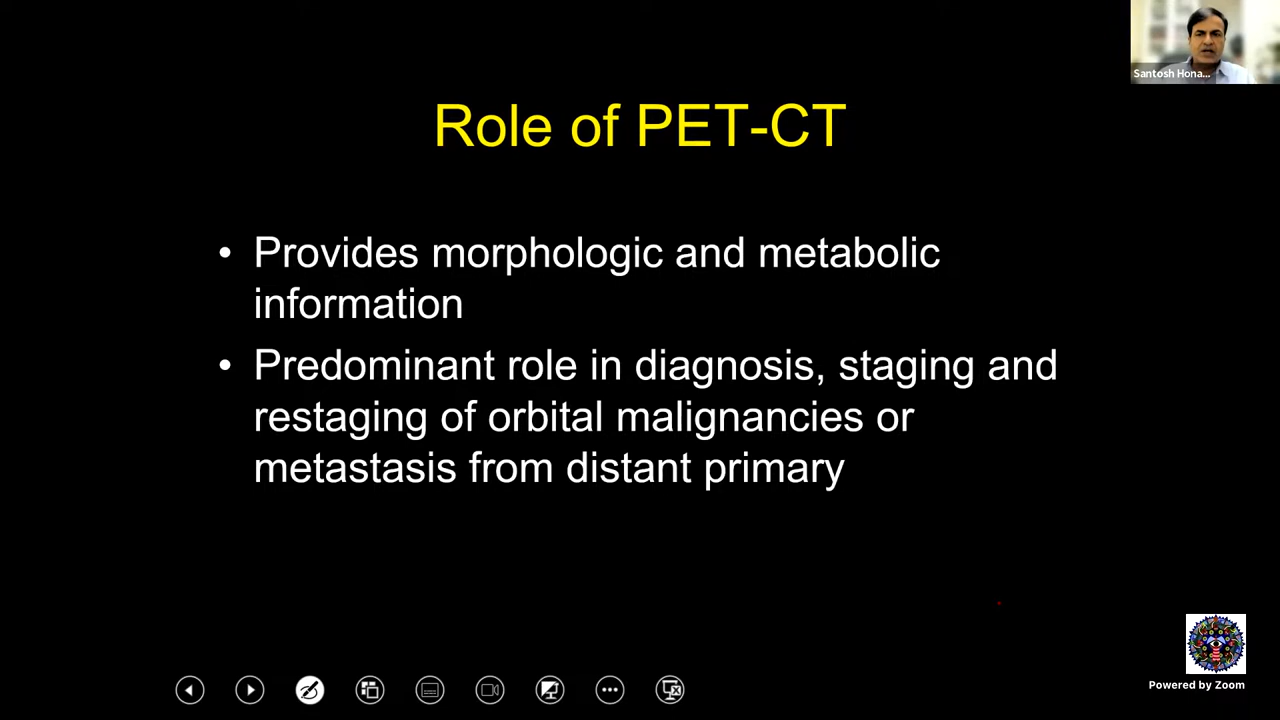 Santosh Hona...
Role of PET-CT
• Provides morphologic and metabolic
information
• Predominant role in diagnosis, staging and
restaging of orbital malignancies or
metastasis from distant primary
Powered by Zoom